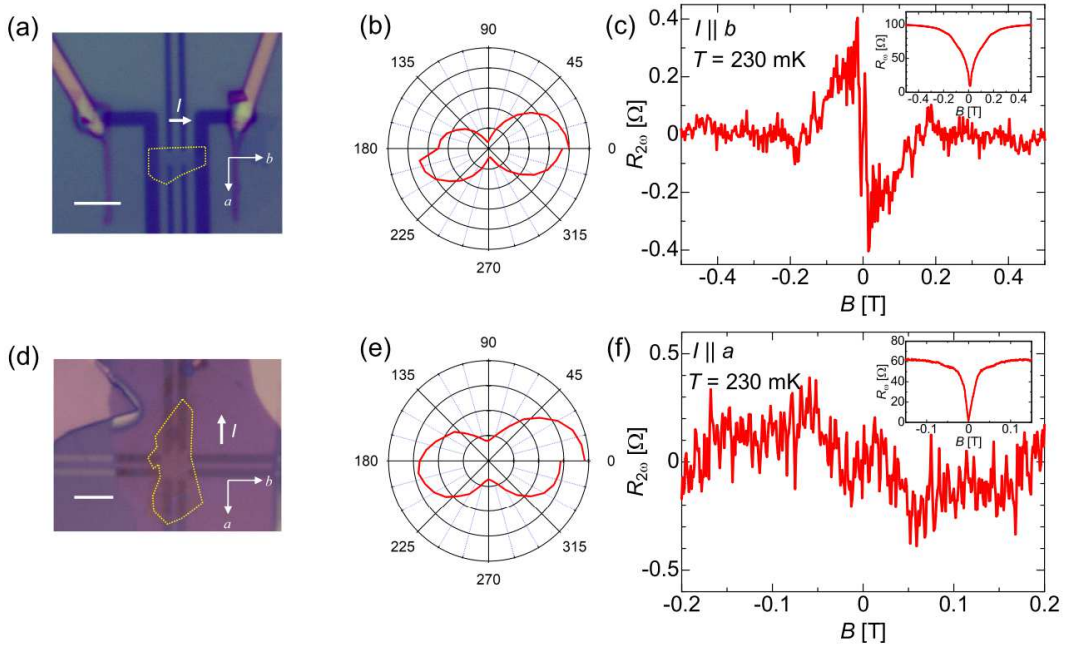 (a)
I
b
a
(b)
90
135
45
180
0
225
315
270
(c)
I || b
T = 230 mK
R2ω [Ω]
0.4
0.2
0
-0.2
-0.4
-0.4
-0.2
0
0.2
0.4
B [T]
Rω [Ω]
100
50
0
-0.4
-0.2
0
0.2
0.4
B [T]
(d)
I
b
a
(e)
90
135
45
180
0
225
315
270
(f)
I || a
T = 230 mK
R2ω [Ω]
0.5
0
-0.5
-0.2
-0.1
0
0.1
0.2
B [T]
Rω [Ω]
80
60
40
20
0
-0.1
0
0.1
B [T]